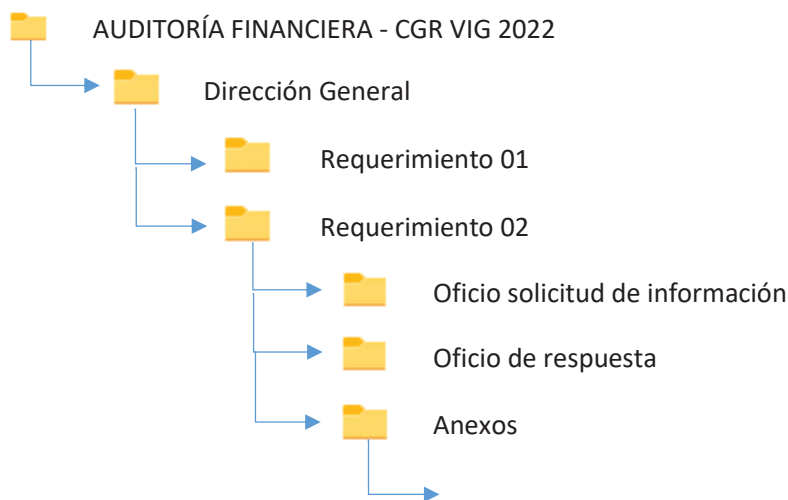 AUDITORÍA FINANCIERA - CGR VIG 2022
Dirección General
Requerimiento 01
Requerimiento 02
Oficio solicitud de información
Oficio de respuesta
Anexos